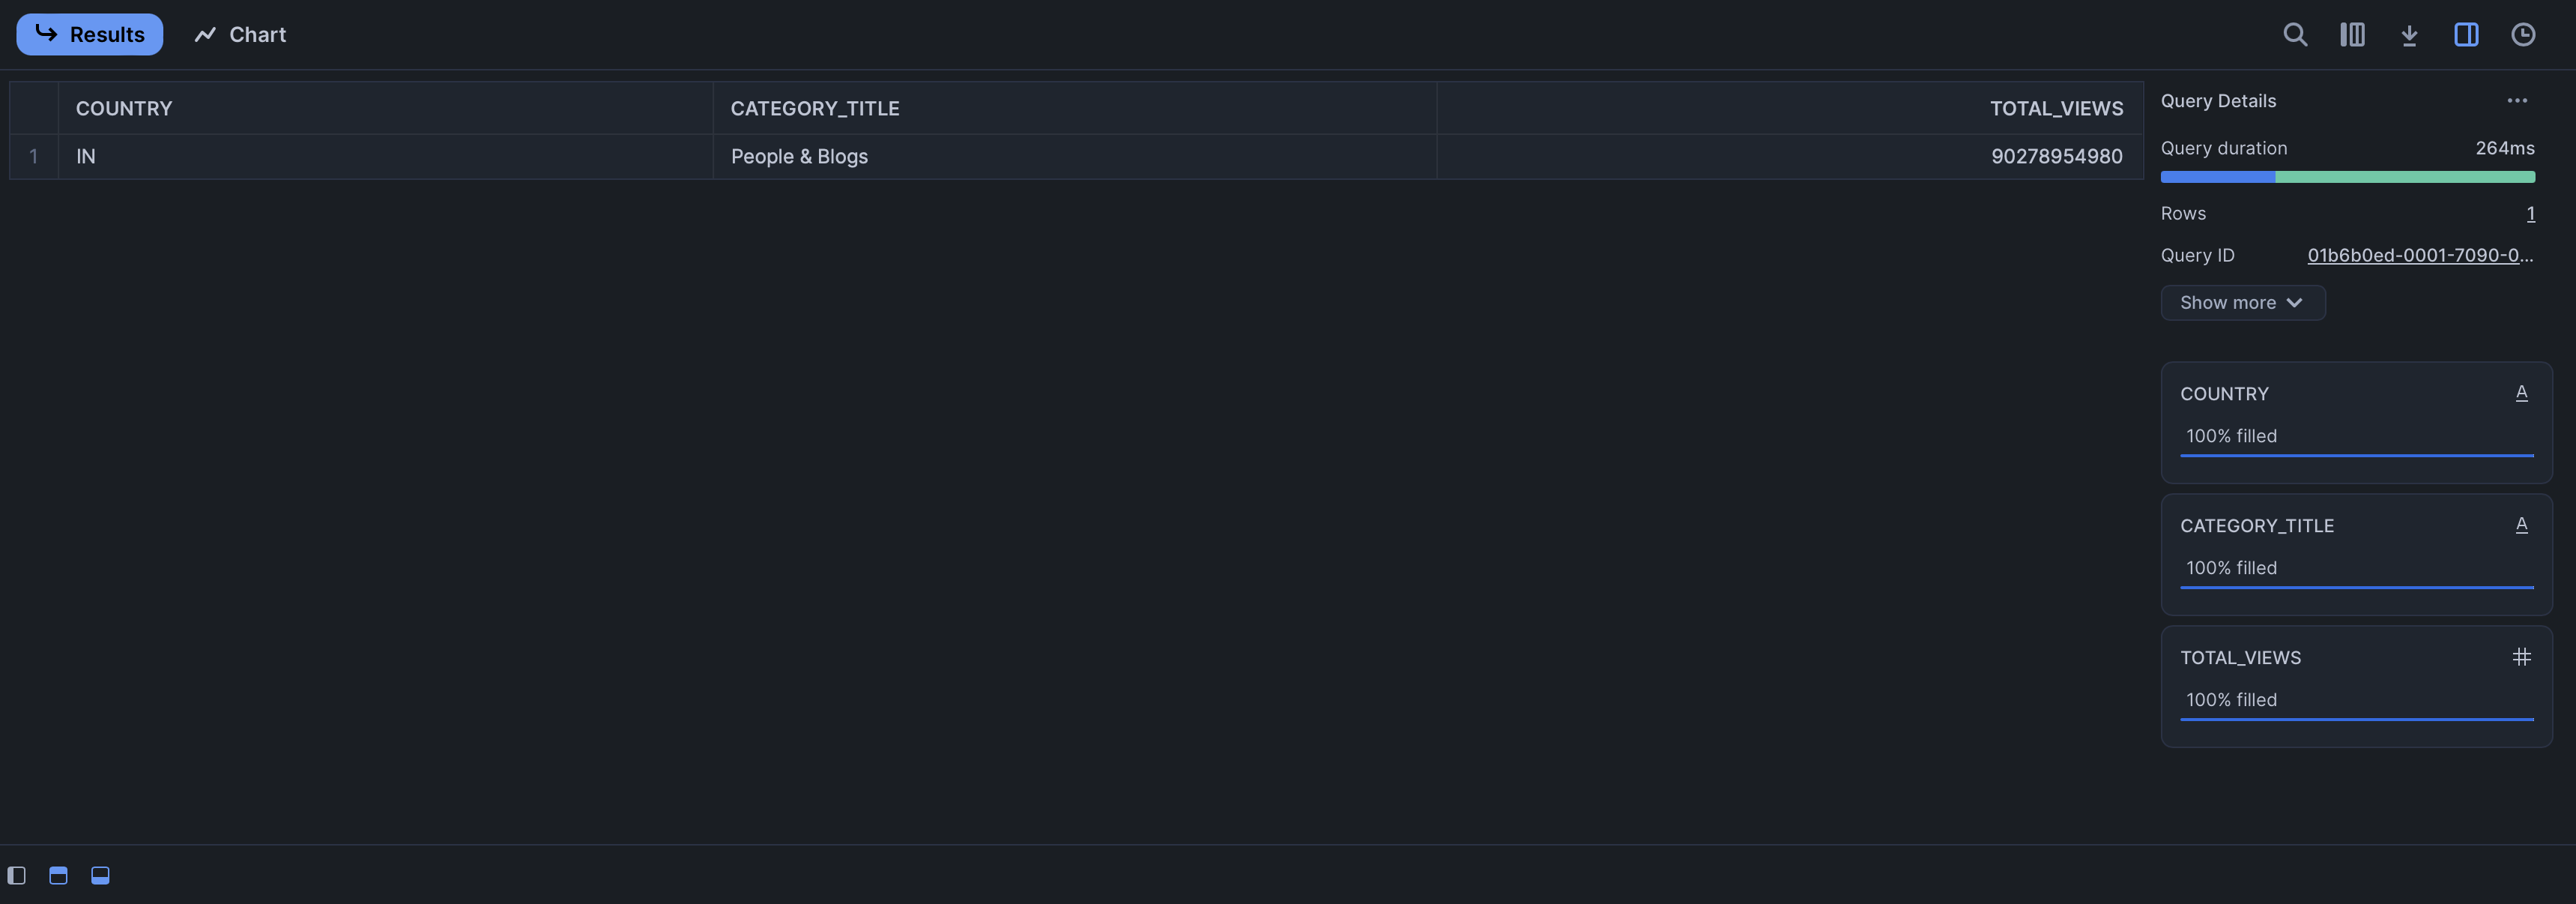 Results Chart
COUNTRY CATEGORY_TITLE TOTAL_VIEWS
1 IN People & Blogs 90278954980
Query Details ...
Query duration 264ms
Rows 1
Query ID 01b6b0ed-0001-7090-0...
Show more
COUNTRY A
100% filled
CATEGORY_TITLE A
100% filled
TOTAL_VIEWS #
100% filled